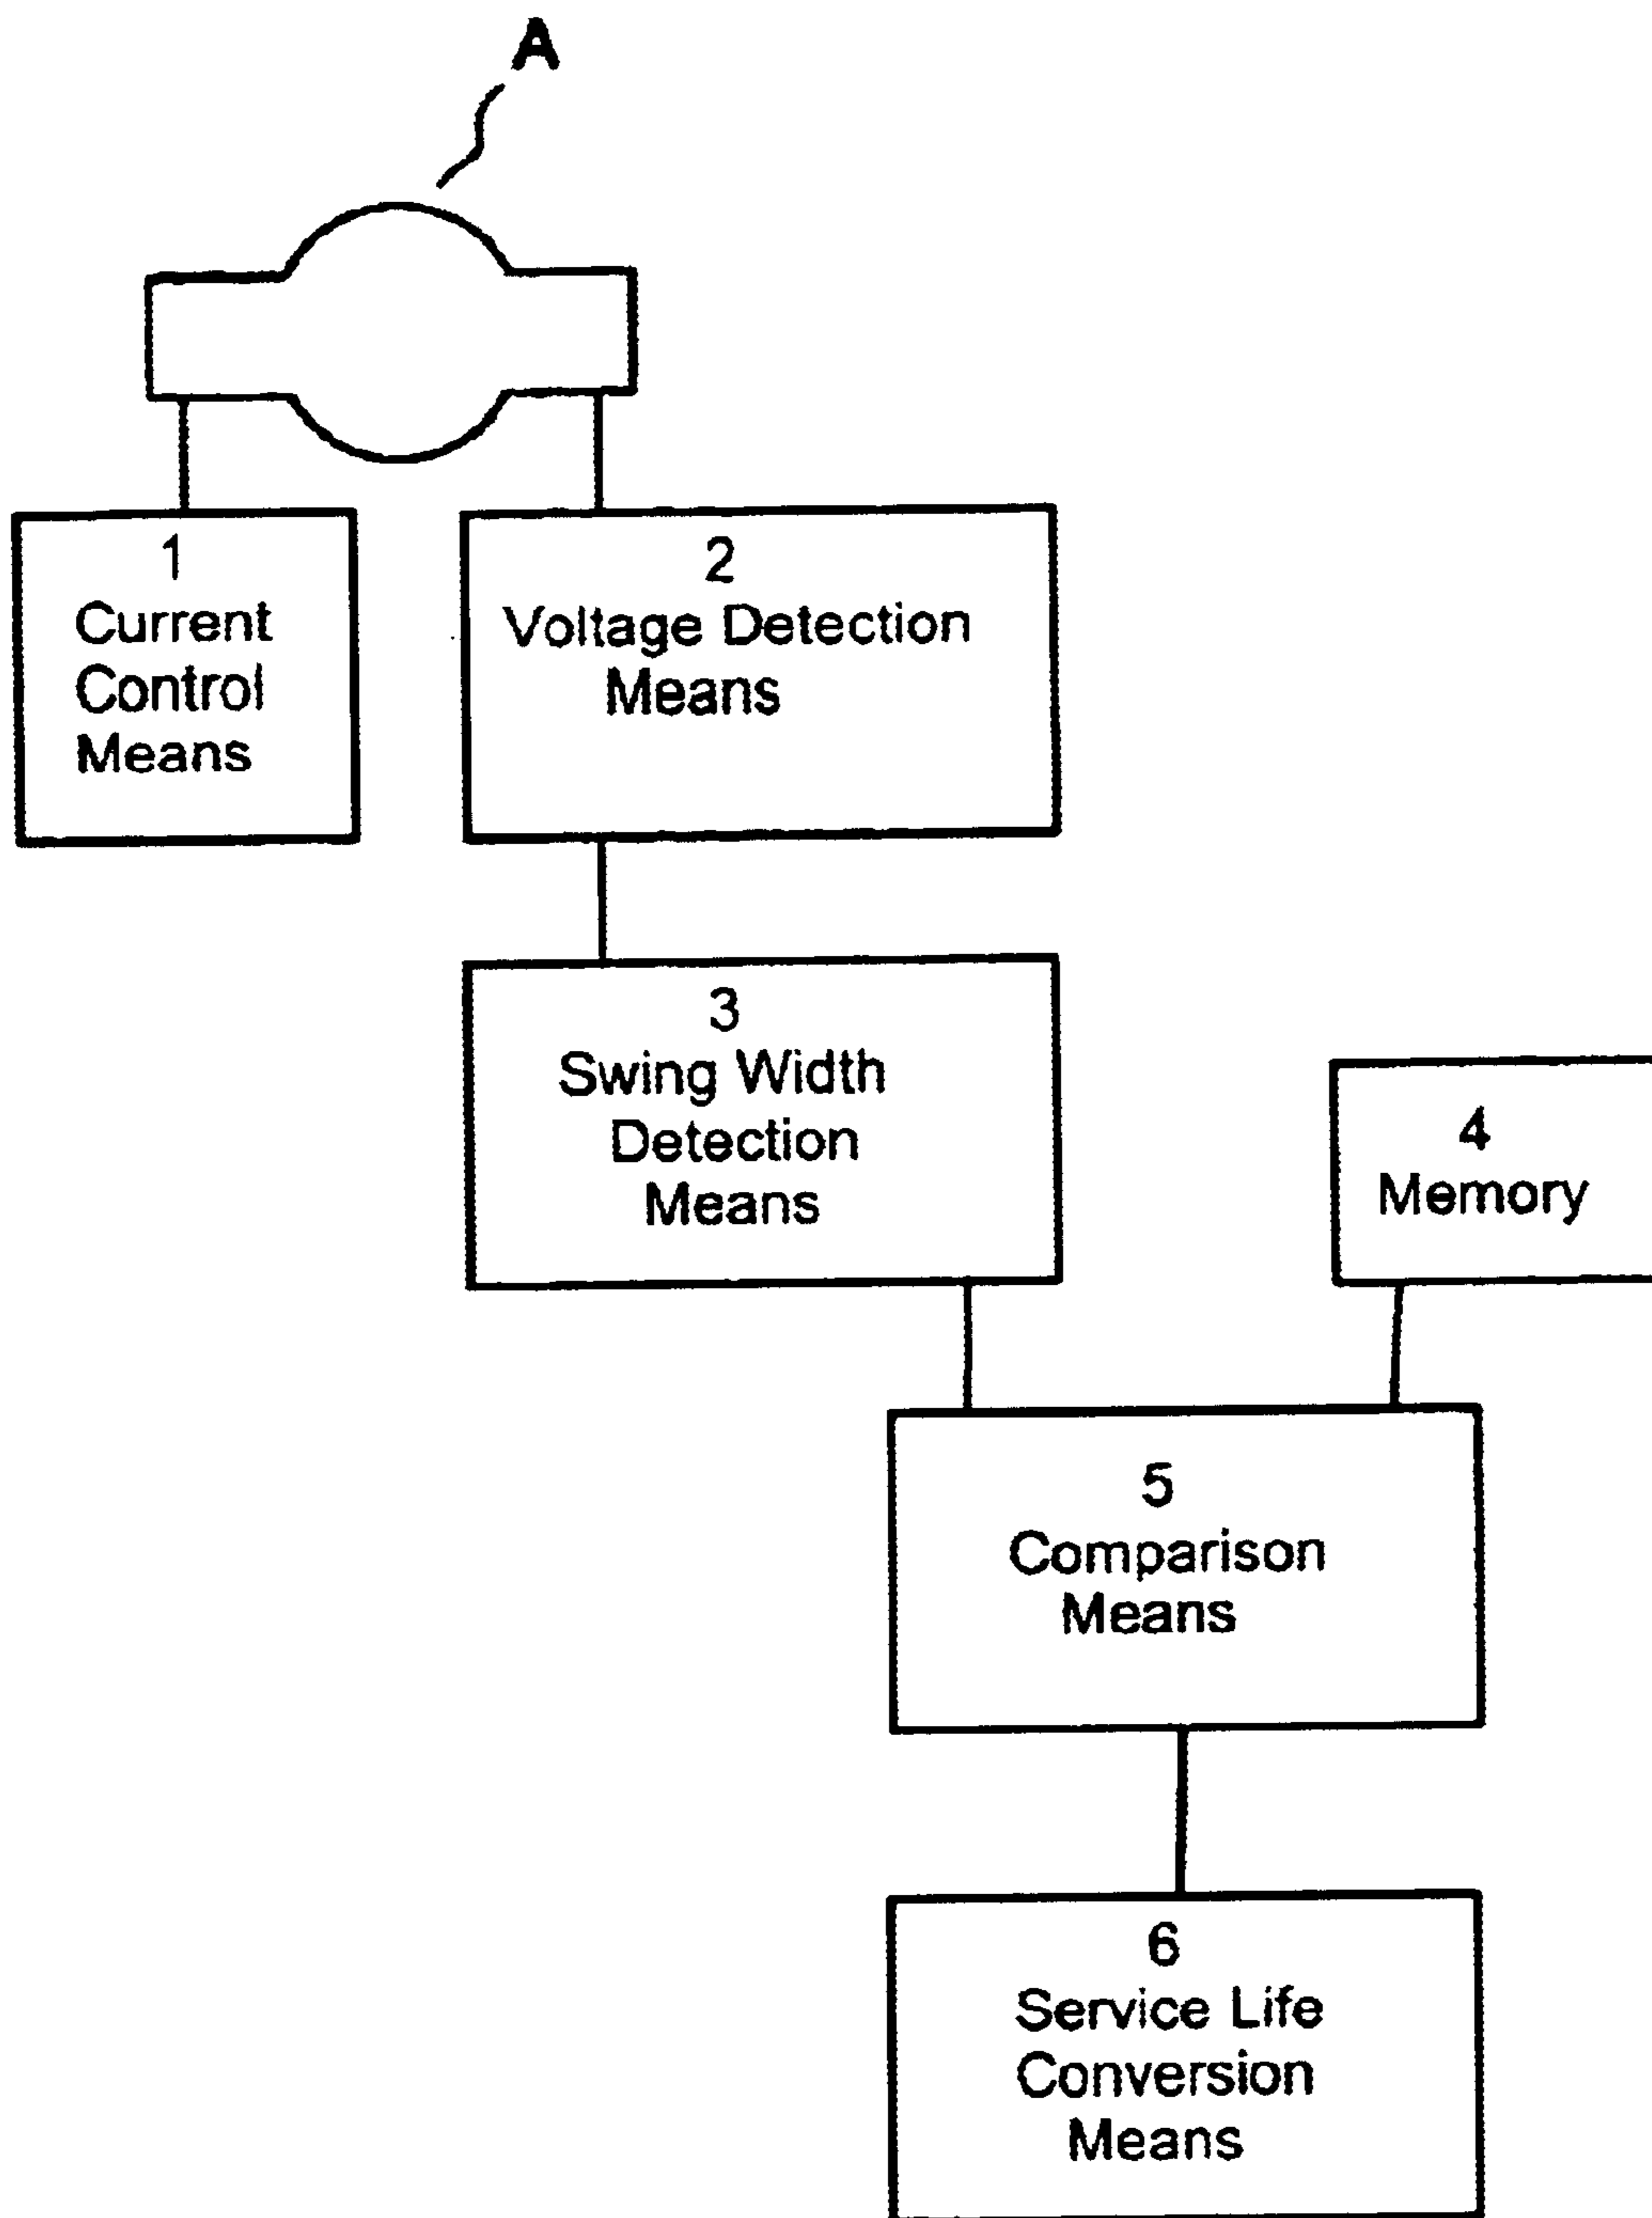 A
1
Current
Control
Means
2
Voltage Detection
Means
3
Swing Width
Detection
Means
4
Memory
5
Comparison
Means
6
Service Life
Conversion
Means